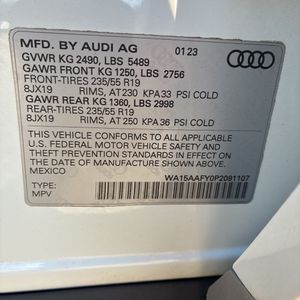 MFD. BY AUDI AG 01 23
GVWR KG 2490, LBS 5489
GAWR FRONT KG 1250, LBS 2756
FRONT-TIRES 235/55 R19
8JX19 RIMS, AT 230 KPA 33 PSI COLD
GAWR REAR KG 1360, LBS 2998
REAR-TIRES 235/55 R19
8JX19 RIMS, AT 250 KPA 36 PSI COLD
THIS VEHICLE CONFORMS TO ALL APPLICABLE
U.S. FEDERAL MOTOR VEHICLE SAFETY AND
THEFT PREVENTION STANDARDS IN EFFECT ON THE
DATE OF MANUFACTURE SHOWN ABOVE.
MEXICO
WA15AAFY0P2091107
TYPE:
MPV